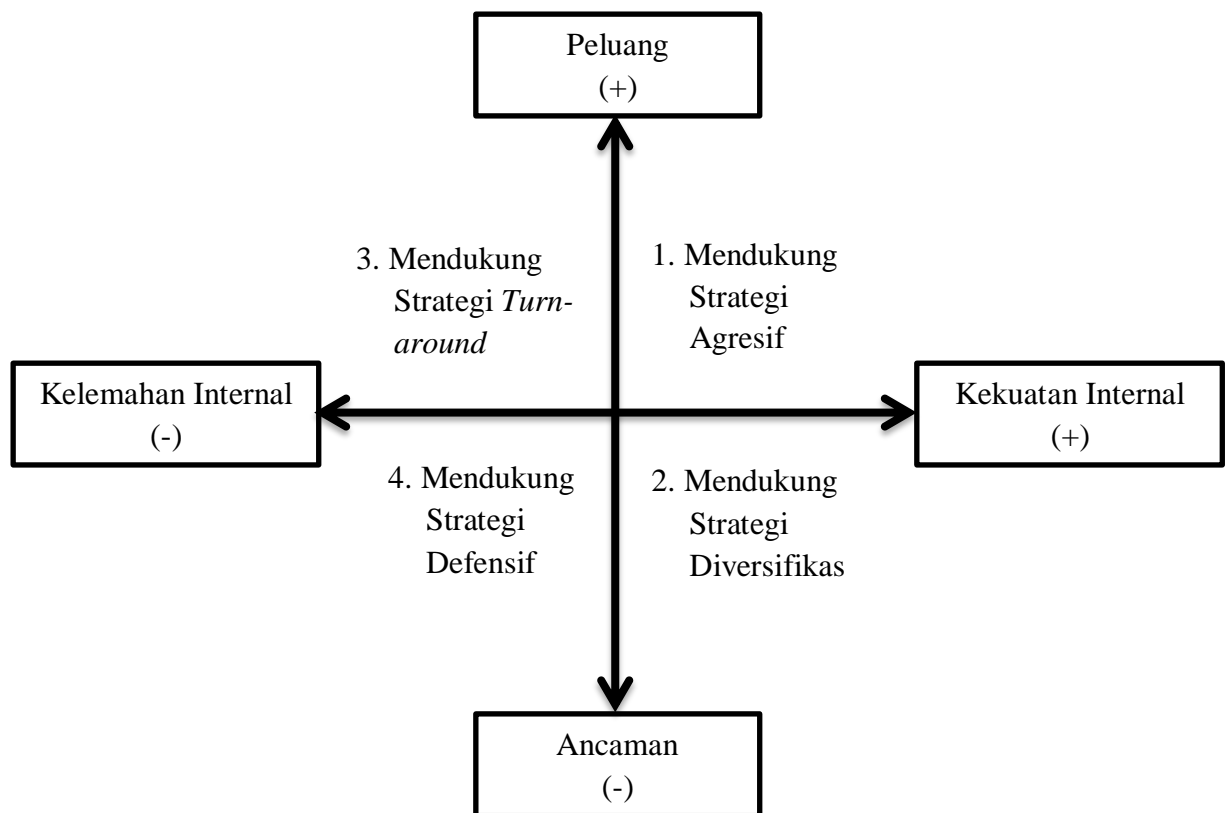 Peluang
(+)
3. Mendukung
Strategi Turn-
around
1. Mendukung
Strategi
Agresif
Kelemahan Internal
(-)
Kekuatan Internal
(+)
4. Mendukung
Strategi
Defensif
2. Mendukung
Strategi
Diversifikas
Ancaman
(-)